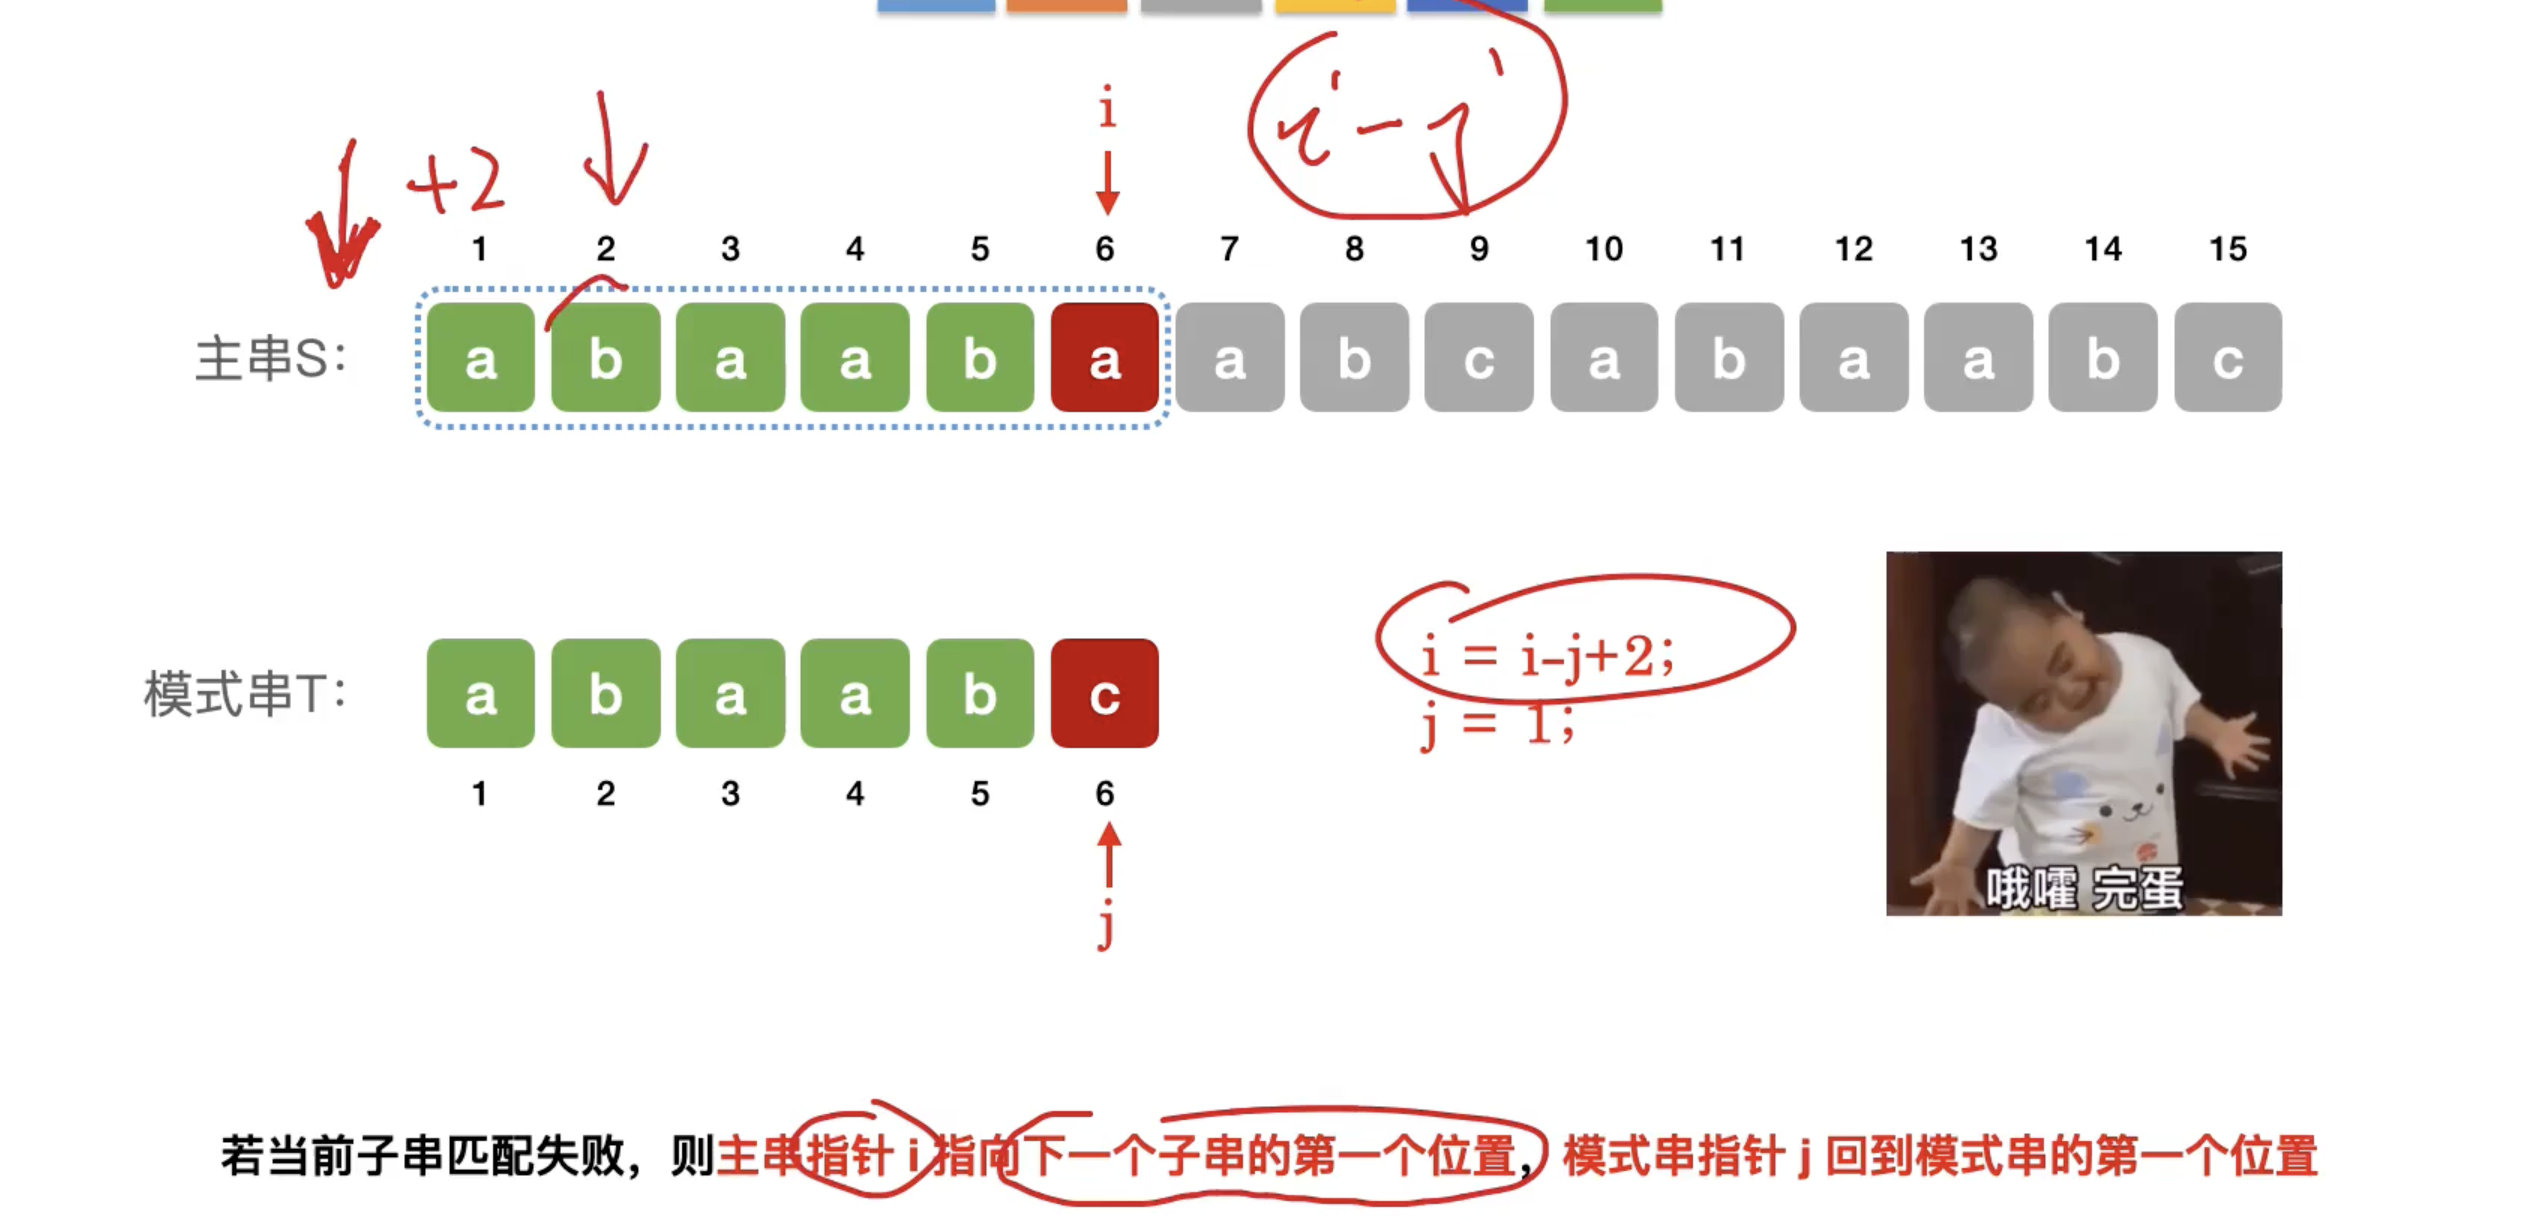 i
i - j
+2
1 2 3 4 5 6 7 8 9 10 11 12 13 14 15
主串S： a b a a b a a b c a b a a b c
模式串T： a b a a b c
1 2 3 4 5 6
j
i = i-j+2;
j = 1;
哦嚯 完蛋
若当前子串匹配失败，则主串指针 i 指向下一个子串的第一个位置，模式串指针 j 回到模式串的第一个位置